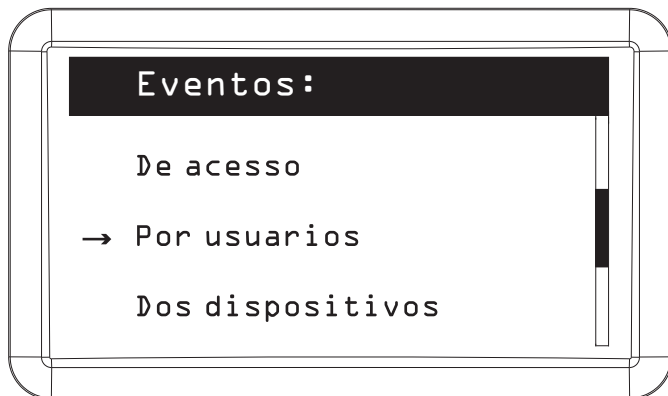 Eventos:
De acesso
→ Por usuarios
Dos dispositivos